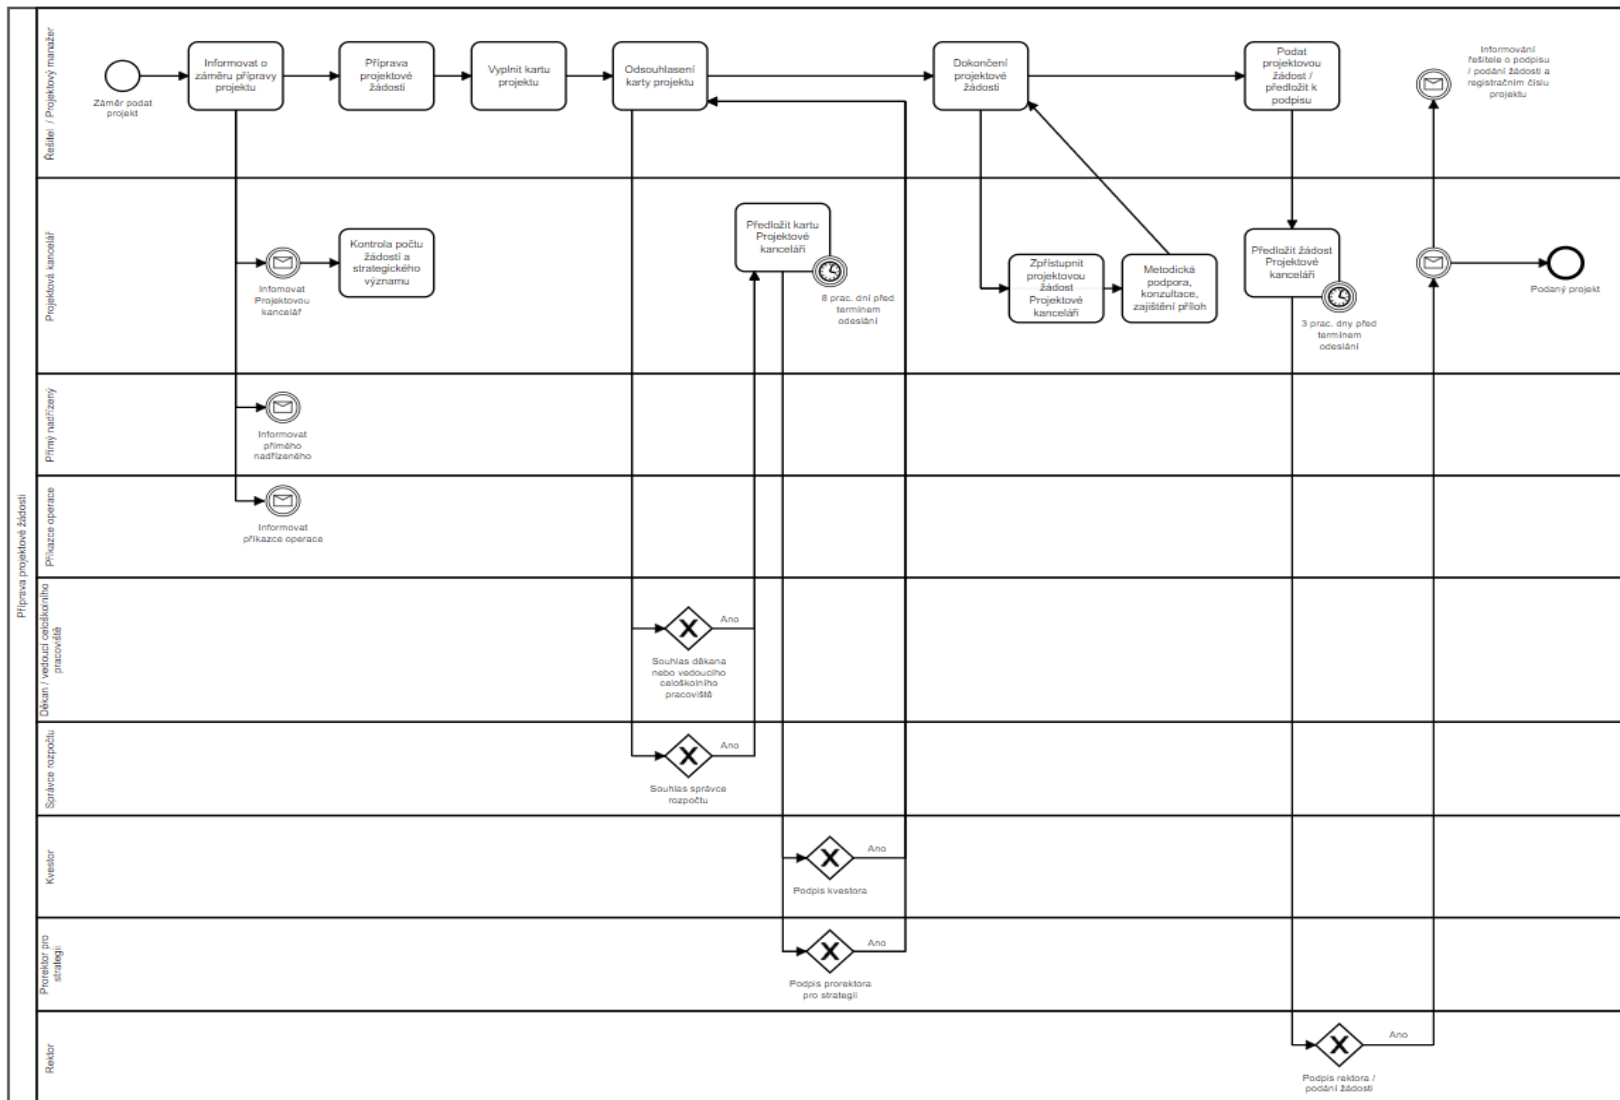 Příprava projektové žádosti
Řešitel / Projektový manažer
Záměr podat
projekt
Informovat o
záměru přípravy
projektu
Příprava
projektové
žádosti
Vyplnit kartu
projektu
Odsouhlasení
karty projektu
Dokončení
projektové
žádosti
Podat
projektovou
žádost /
předložit k
podpisu
Informování
řešitele o podpisu
/ podání žádosti a
registračním číslu
projektu
Projektová kancelář
Infomovat
Projektovou
kancelář
Kontrola počtu
žádostí a
strategického
významu
Předložit kartu
Projektové
kanceláři
8 prac. dní před
termínem
odeslání
Zpřístupnit
projektovou
žádost
Projektové
kanceláři
Metodická
podpora,
konzultace,
zajištění příloh
Předložit žádost
Projektové
kanceláři
3 prac. dny před
termínem
odeslání
Podaný projekt
Přímý nadřízený
Informovat
přímého
nadřízeného
Příkazce operace
Informovat
příkazce operace
Děkan / vedoucí celoškolního
pracoviště
Ano
Souhlas děkana
nebo vedoucího
celoškolního
pracoviště
Správce rozpočtu
Ano
Souhlas správce
rozpočtu
Kvestor
Ano
Podpis kvestora
Prorektor pro
strategii
Ano
Podpis prorektora
pro strategii
Rektor
Ano
Podpis rektora /
podání žádosti